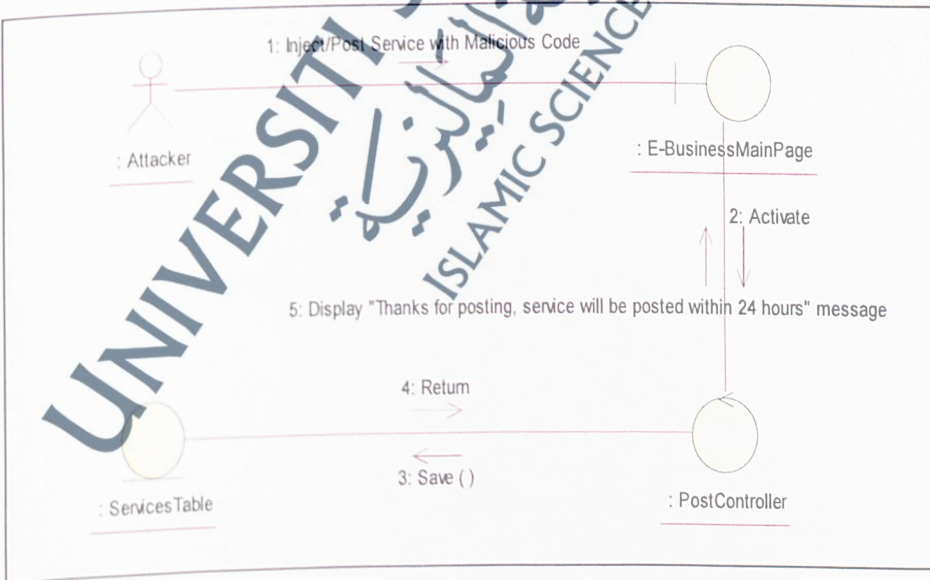 1: Inject/Post Service with Malicious Code
: Attacker
: E-BusinessMainPage
2: Activate
5: Display "Thanks for posting, service will be posted within 24 hours" message
4: Return
3: Save ( )
: ServicesTable
: PostController
UNIVERSITI
ISLAMIC SCIENCE